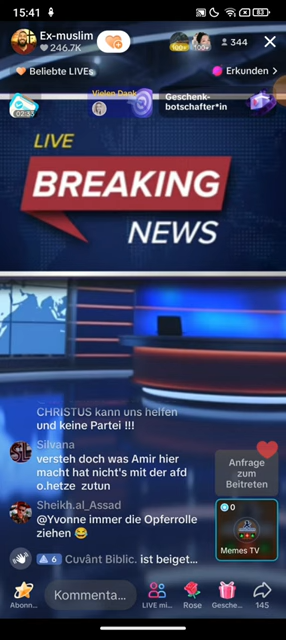 15:41
83
Ex-muslim
246.7K
100+
100+
344
Beliebte LIVEs
Erkunden
02:33
Vielen Dank
Geschenk-
botschafter*in
LIVE
BREAKING
NEWS
CHRISTUS kann uns helfen
und keine Partei !!!
Silvana
versteh doch was Amir hier
macht hat nicht's mit der afd
o.hetze zutun
Anfrage
zum
Beitreten
Sheikh.al_Assad
@Yvonne immer die Opferrolle
ziehen 😂
0
Memes TV
6
Cuvânt Biblic. ist beiget...
Abonn...
Kommenta...
LIVE mi...
Rose
Gesche...
145